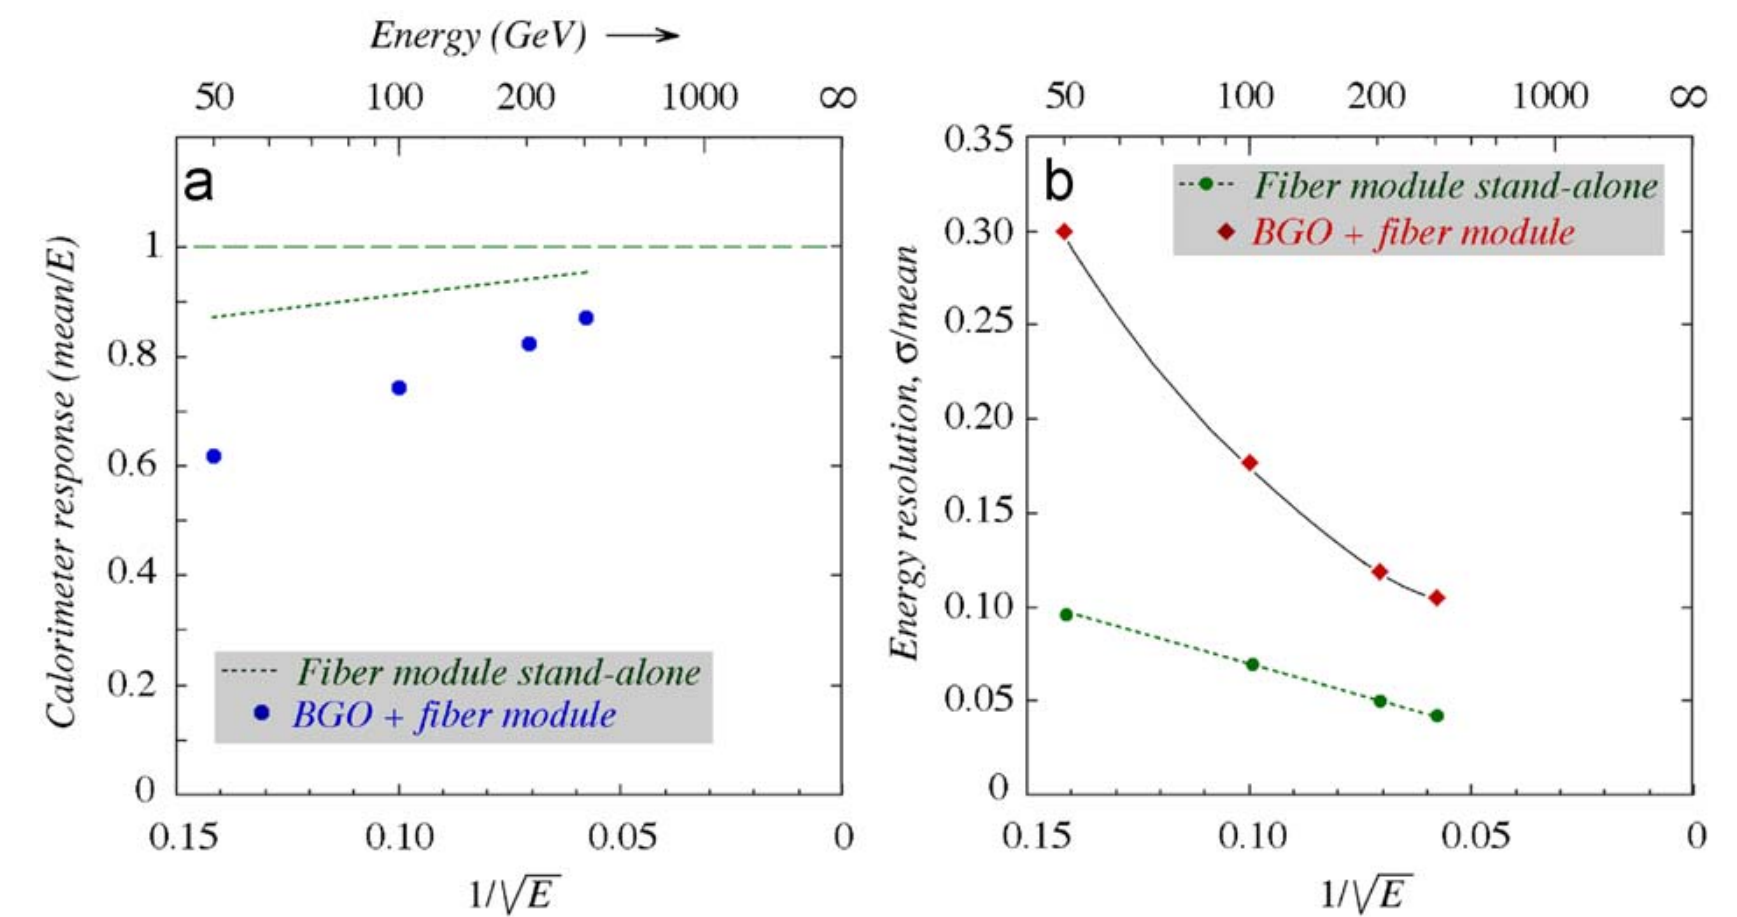 Energy (GeV) ⟶
50 100 200 1000 ∞
a
Calorimeter response (mean/E)
1
0.8
0.6
0.4
0.2
0
Fiber module stand-alone
BGO + fiber module
0.15 0.10 0.05 0
1/√E
50 100 200 1000 ∞
b
Energy resolution, σ/mean
0.35
0.30
0.25
0.20
0.15
0.10
0.05
0
Fiber module stand-alone
BGO + fiber module
0.15 0.10 0.05 0
1/√E